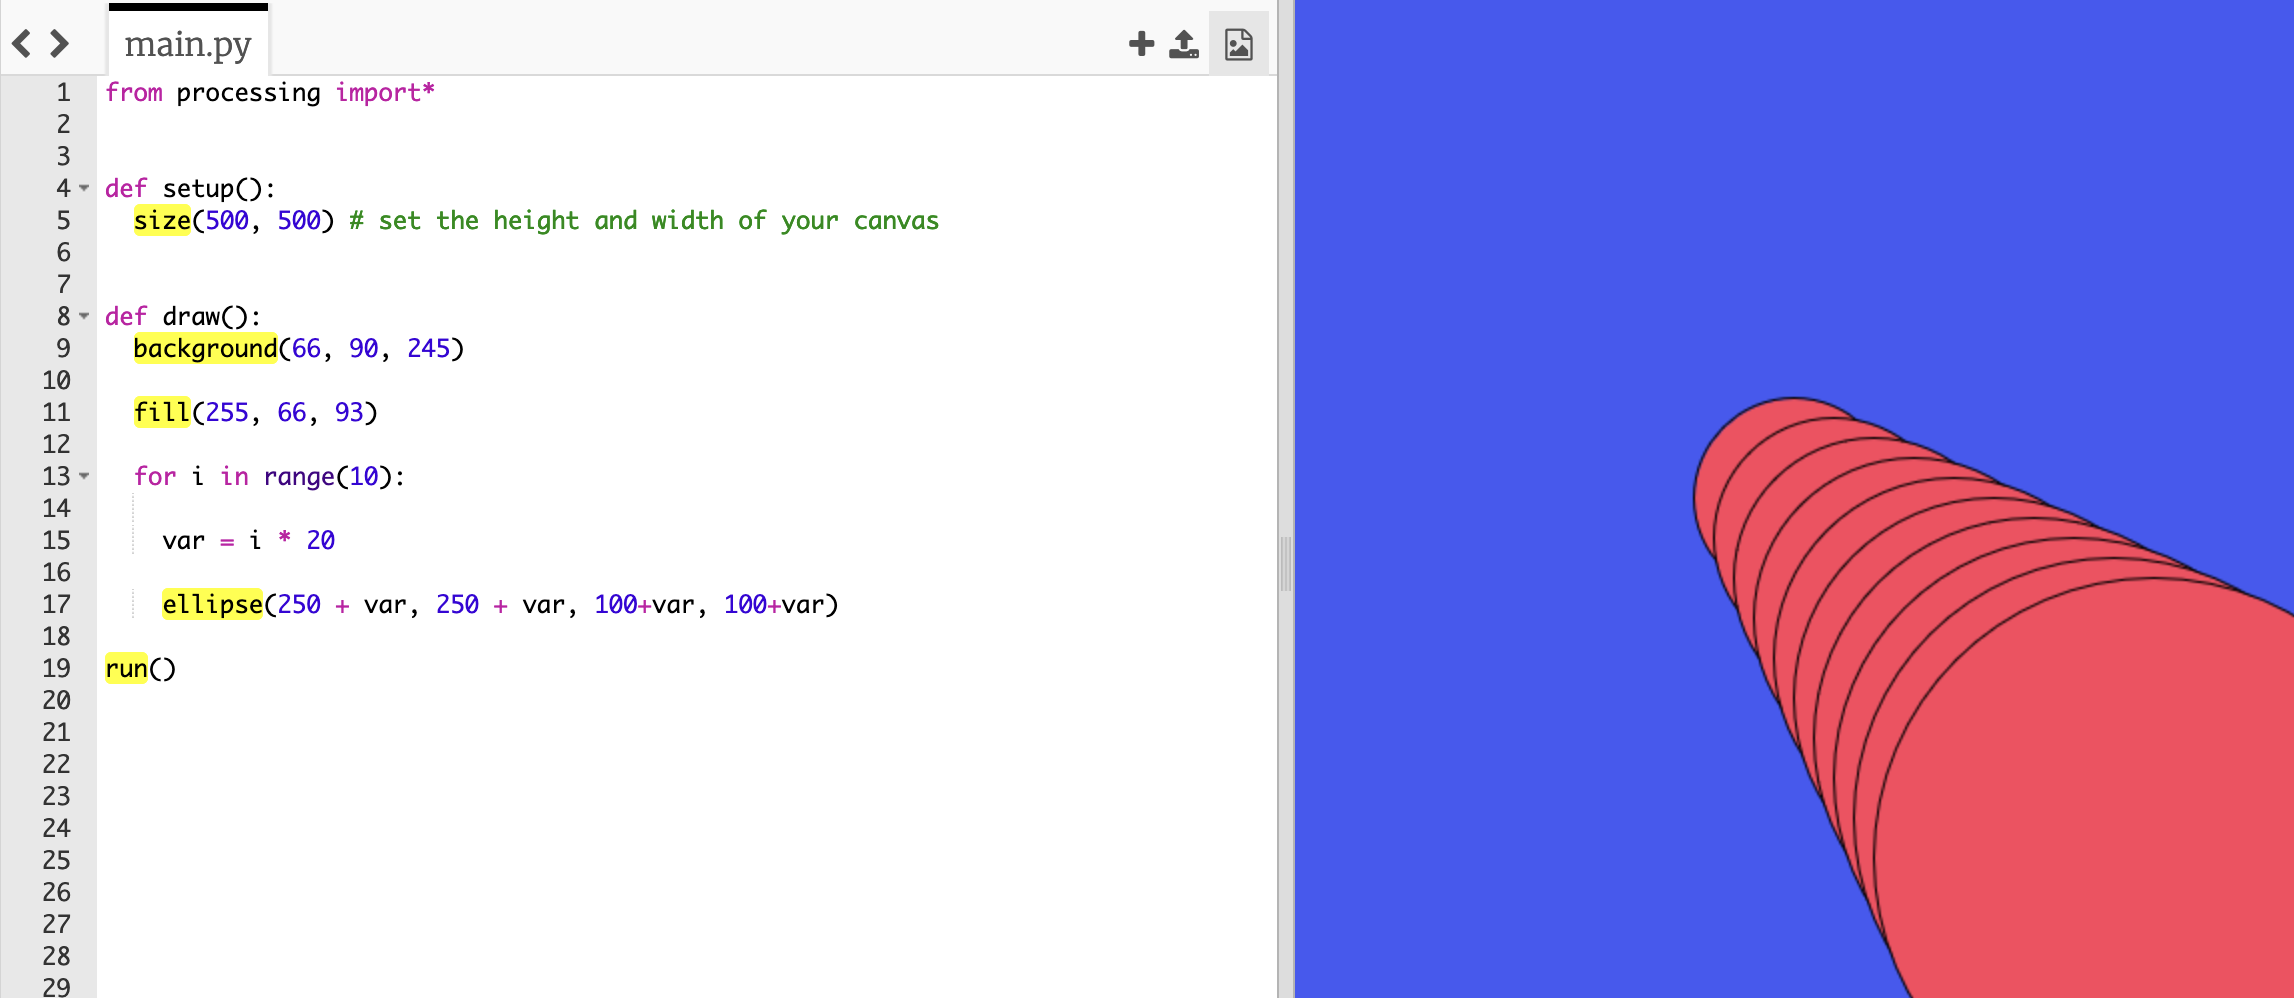 main.py
1 from processing import*
2
3
4 def setup():
5 size(500, 500) # set the height and width of your canvas
6
7
8 def draw():
9 background(66, 90, 245)
10
11 fill(255, 66, 93)
12
13 for i in range(10):
14
15 var = i * 20
16
17 ellipse(250 + var, 250 + var, 100+var, 100+var)
18
19 run()
20
21
22
23
24
25
26
27
28
29